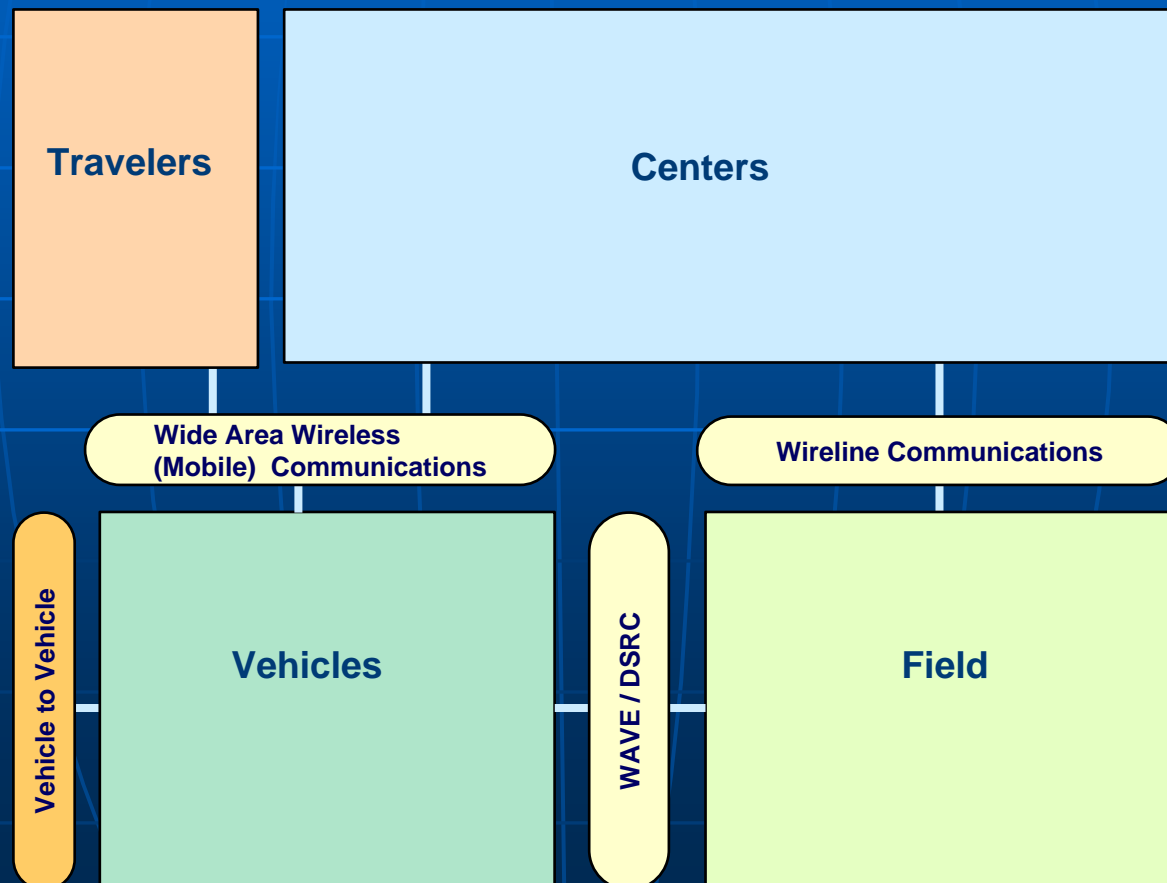 Travelers
Centers
Wide Area Wireless
(Mobile) Communications
Wireline Communications
Vehicle to Vehicle
Vehicles
WAVE / DSRC
Field